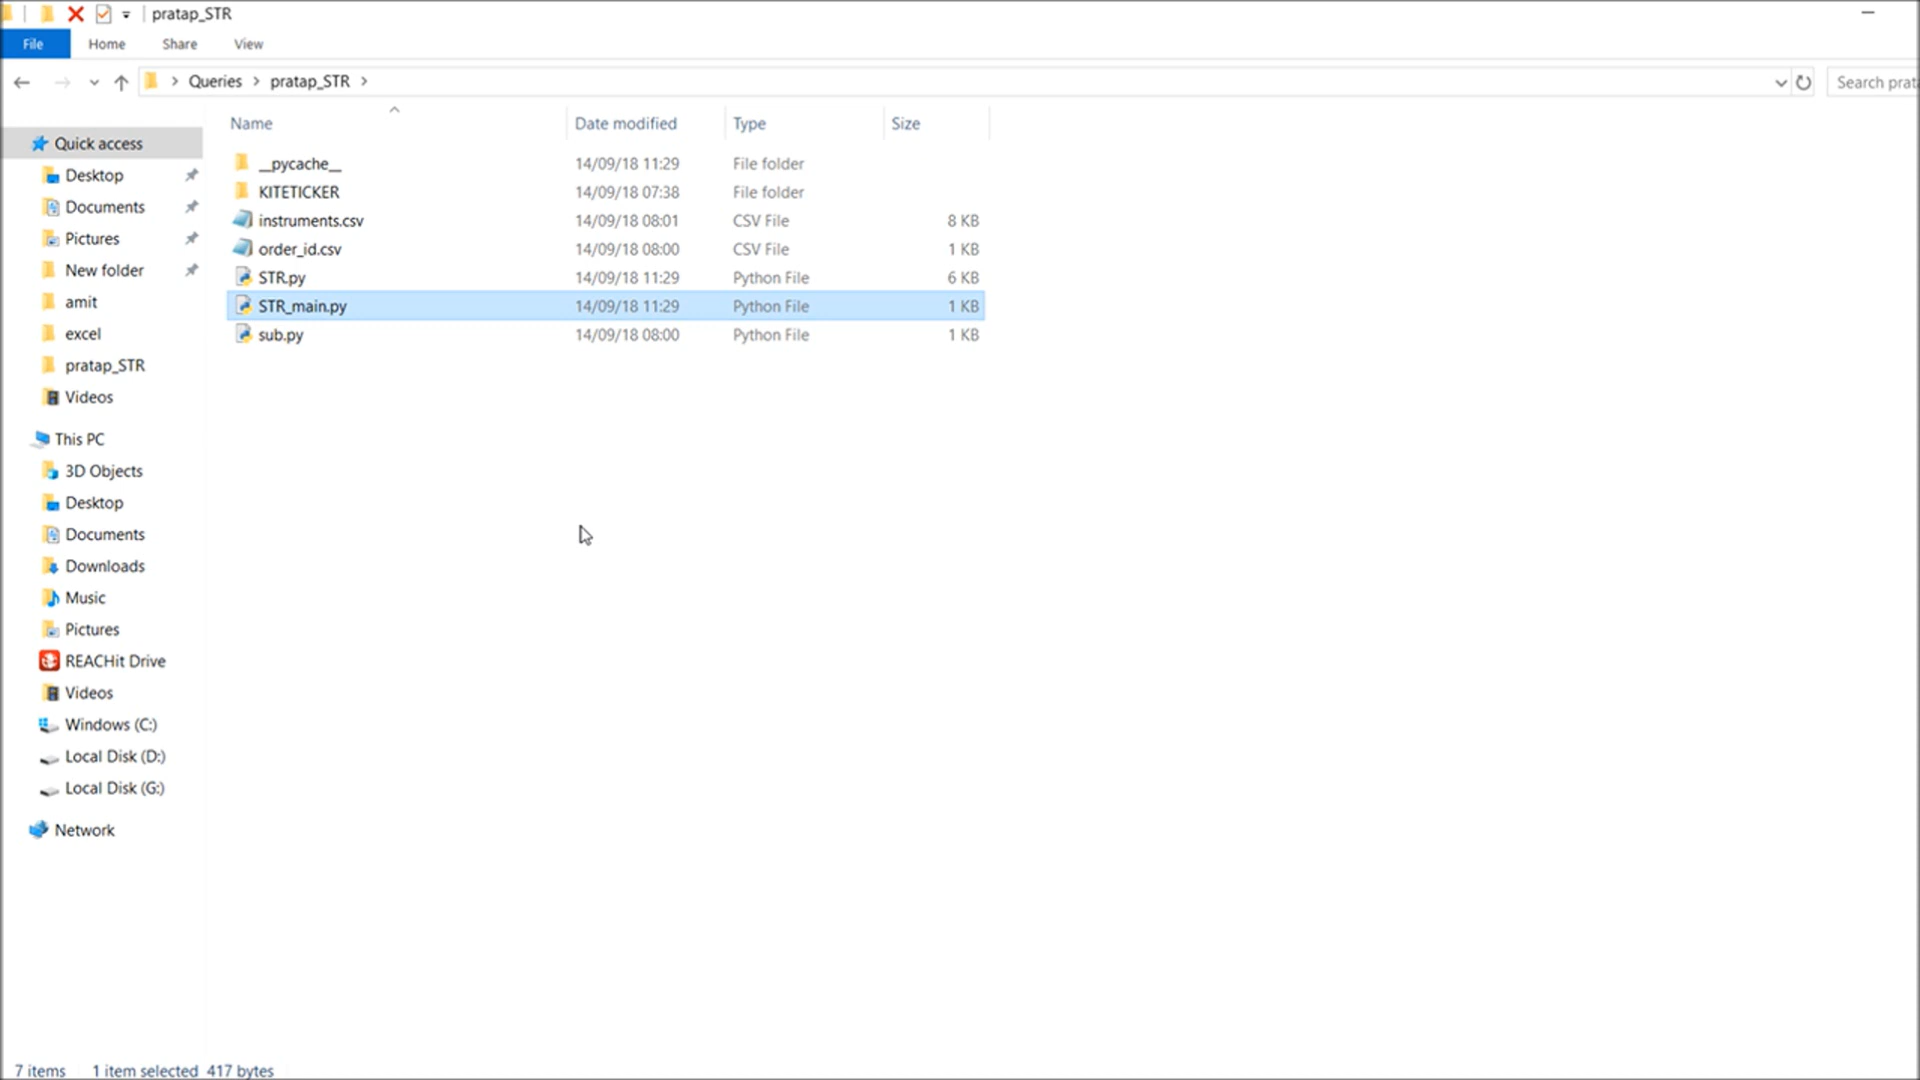 pratap_STR
File Home Share View
Queries pratap_STR
Search prat
Name Date modified Type Size
Quick access
Desktop
Documents
Pictures
New folder
amit
excel
pratap_STR
Videos
This PC
3D Objects
Desktop
Documents
Downloads
Music
Pictures
REACHit Drive
Videos
Windows (C:)
Local Disk (D:)
Local Disk (G:)
Network
__pycache__ 14/09/18 11:29 File folder
KITETICKER 14/09/18 07:38 File folder
instruments.csv 14/09/18 08:01 CSV File 8 KB
order_id.csv 14/09/18 08:00 CSV File 1 KB
STR.py 14/09/18 11:29 Python File 6 KB
STR_main.py 14/09/18 11:29 Python File 1 KB
sub.py 14/09/18 08:00 Python File 1 KB
7 items 1 item selected 417 bytes